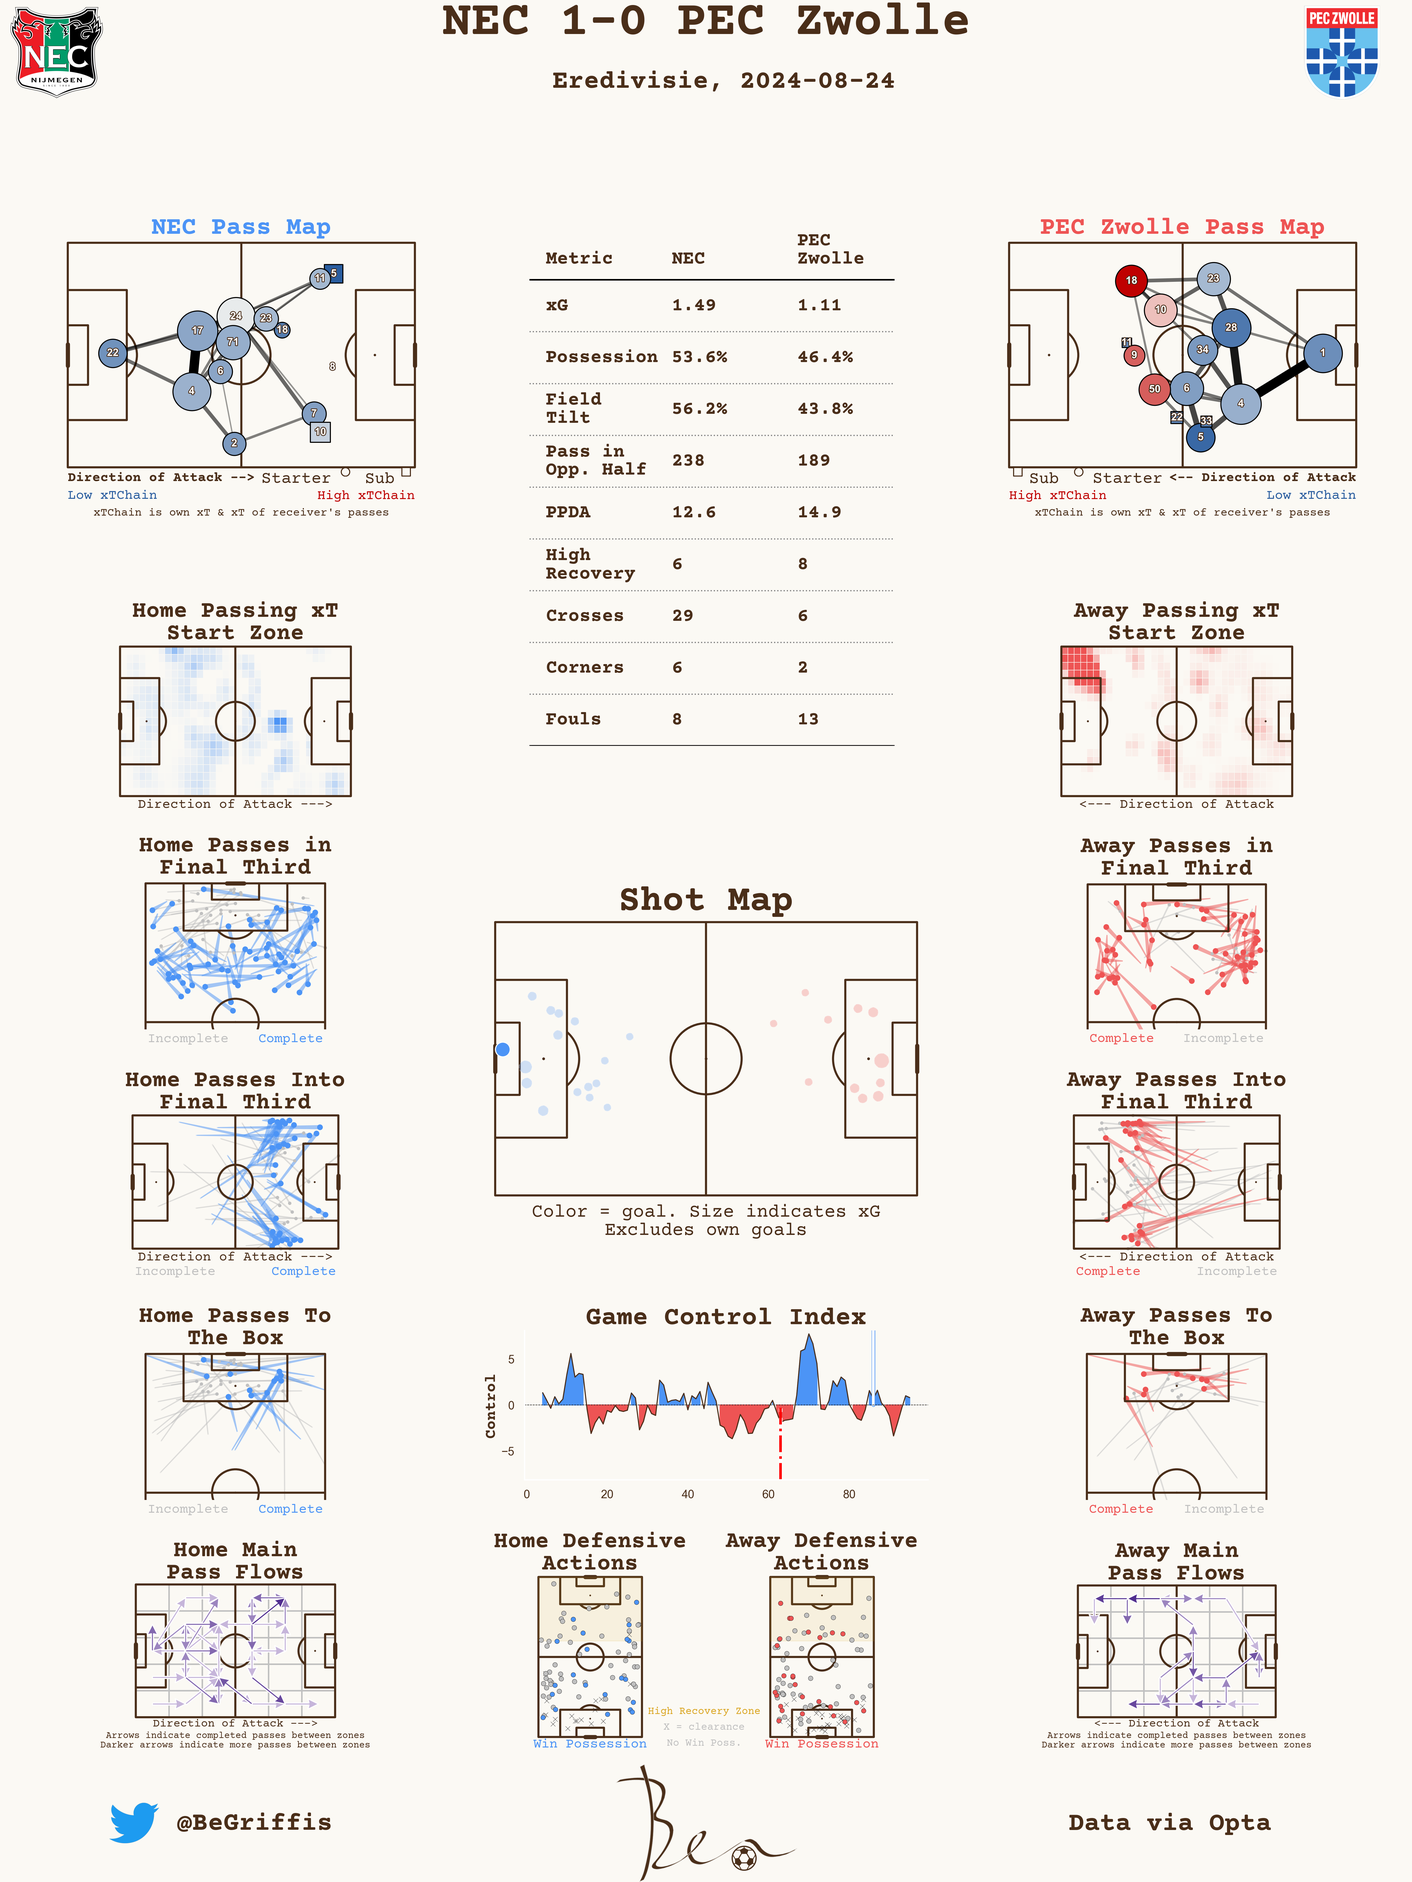 NEC 1-0 PEC Zwolle
Eredivisie, 2024-08-24
NEC
NIJMEGEN
PEC ZWOLLE
NEC Pass Map
11
5
24
23
18
17
71
22
6
8
4
7
10
2
Direction of Attack --> Starter Sub
Low xTChain High xTChain
xTChain is own xT & xT of receiver's passes
Metric NEC PEC Zwolle
xG 1.49 1.11
Possession 53.6% 46.4%
Field Tilt 56.2% 43.8%
Pass in Opp. Half 238 189
PPDA 12.6 14.9
High Recovery 6 8
Crosses 29 6
Corners 6 2
Fouls 8 13
PEC Zwolle Pass Map
18
23
10
28
11
9
34
1
50
6
4
22
33
5
Sub Starter <-- Direction of Attack
High xTChain Low xTChain
xTChain is own xT & xT of receiver's passes
Home Passing xT
Start Zone
Direction of Attack --->
Away Passing xT
Start Zone
<--- Direction of Attack
Home Passes in
Final Third
Incomplete Complete
Away Passes in
Final Third
Complete Incomplete
Shot Map
Color = goal. Size indicates xG
Excludes own goals
Home Passes Into
Final Third
Direction of Attack --->
Incomplete Complete
Away Passes Into
Final Third
<--- Direction of Attack
Complete Incomplete
Home Passes To
The Box
Incomplete Complete
Game Control Index
Control
5
0
−5
0 20 40 60 80
Away Passes To
The Box
Complete Incomplete
Home Main
Pass Flows
Direction of Attack --->
Arrows indicate completed passes between zones
Darker arrows indicate more passes between zones
Home Defensive
Actions
Win Possession
High Recovery Zone
X = clearance
No Win Poss.
Away Defensive
Actions
Win Possession
Away Main
Pass Flows
<--- Direction of Attack
Arrows indicate completed passes between zones
Darker arrows indicate more passes between zones
@BeGriffis
Ben
Data via Opta